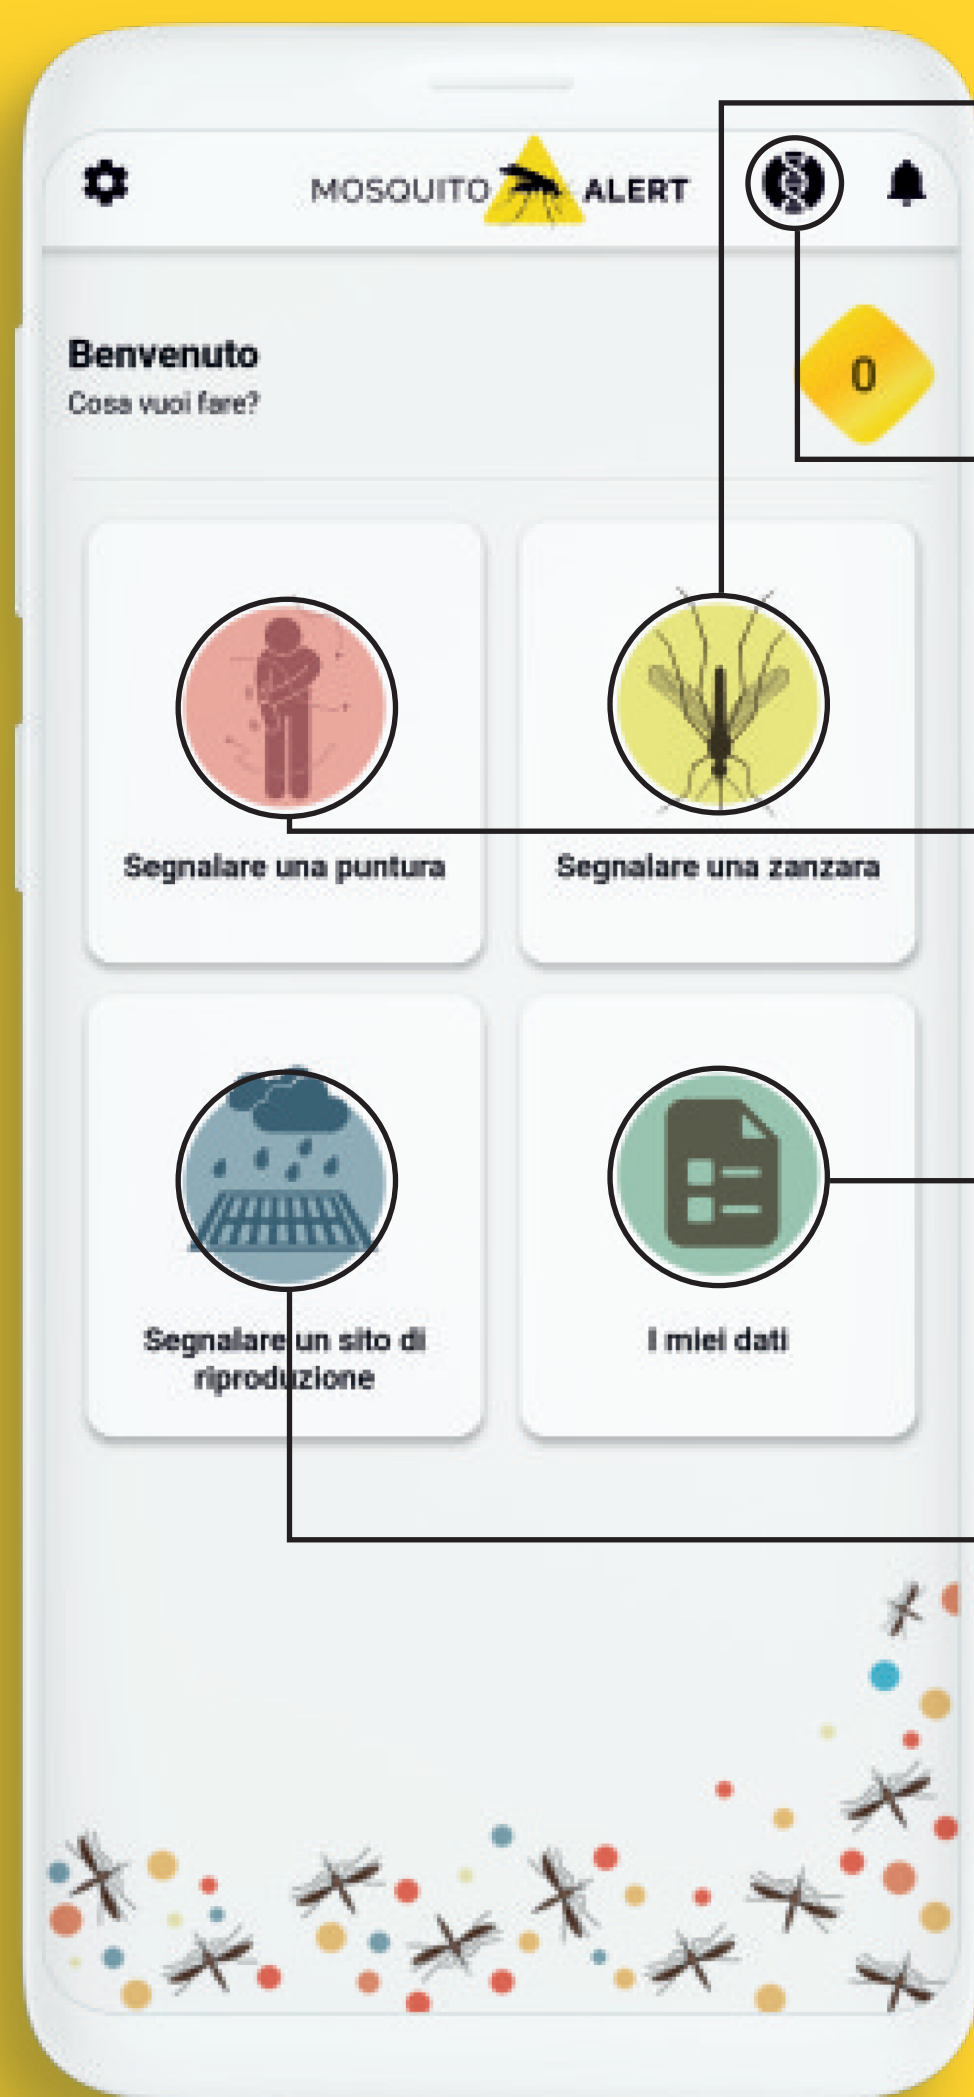 MOSQUITO ALERT
Benvenuto
Cosa vuoi fare?
0
Segnalare una puntura
Segnalare una zanzara
Segnalare un sito di
riproduzione
I miei dati